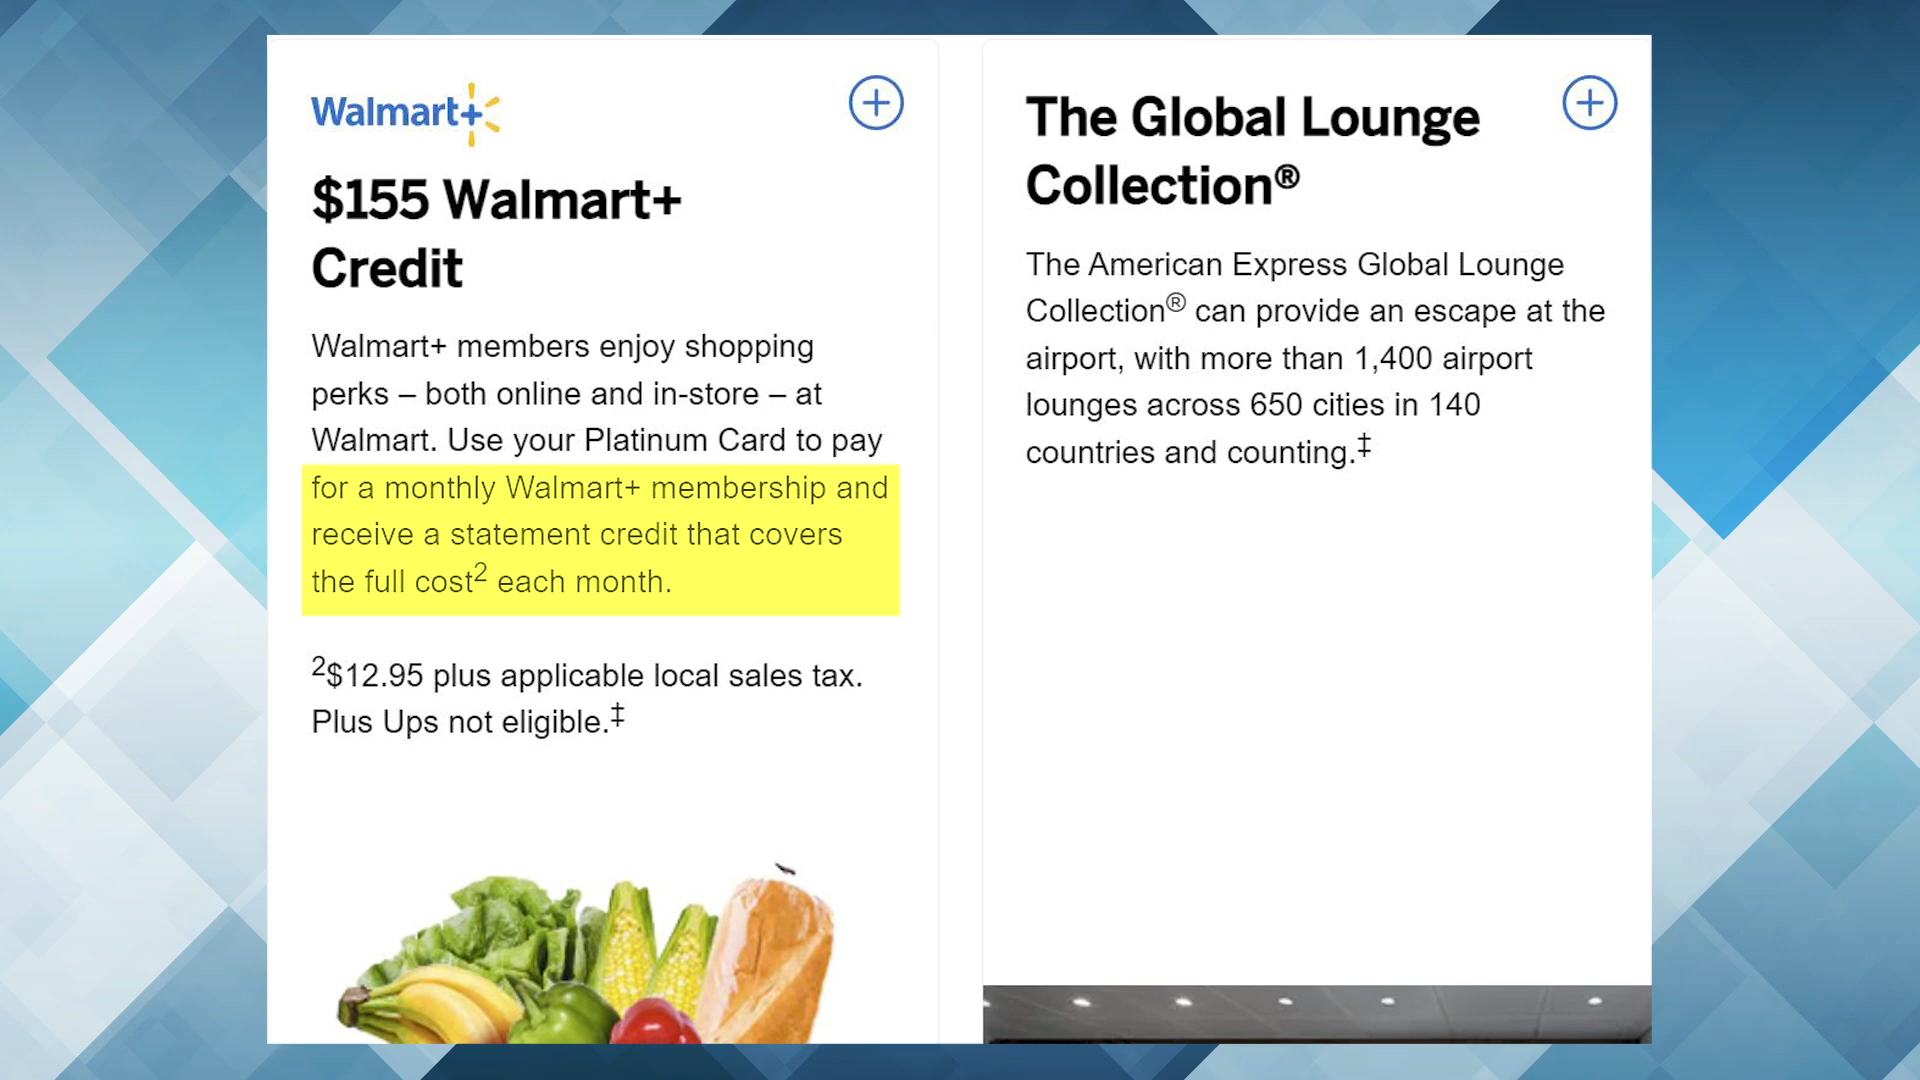 Walmart+
$155 Walmart+
Credit
Walmart+ members enjoy shopping
perks – both online and in-store – at
Walmart. Use your Platinum Card to pay
for a monthly Walmart+ membership and
receive a statement credit that covers
the full cost² each month.
²$12.95 plus applicable local sales tax.
Plus Ups not eligible.‡
The Global Lounge
Collection®
The American Express Global Lounge
Collection® can provide an escape at the
airport, with more than 1,400 airport
lounges across 650 cities in 140
countries and counting.‡